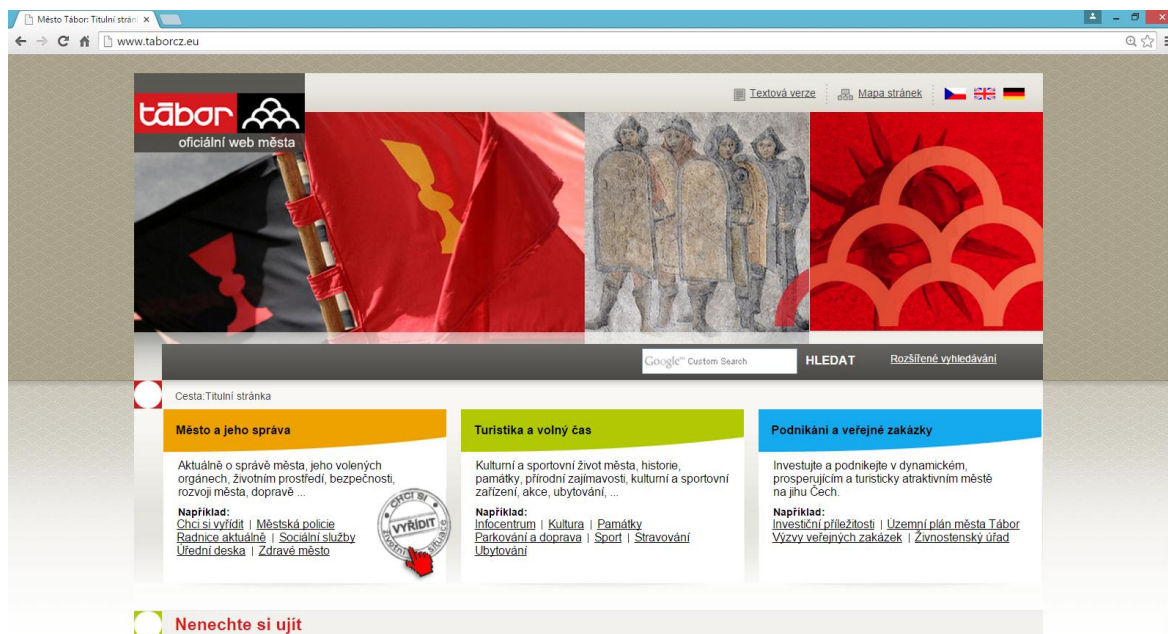 Město Tábor: Titulní strán
www.taborcz.eu
tábor
oficiální web města
Textová verze
Mapa stránek
Google™ Custom Search
HLEDAT
Rozšířené vyhledávání
Cesta:Titulní stránka
Město a jeho správa
Aktuálně o správě města, jeho volených
orgánech, životním prostředí, bezpečnosti,
rozvoji města, dopravě ...
Například:
Chci si vyřídit | Městská policie
Radnice aktuálně | Sociální služby
Úřední deska | Zdravé město
CHCI SI
VYŘÍDIT
životní situace
Turistika a volný čas
Kulturní a sportovní život města, historie,
památky, přírodní zajímavosti, kulturní a sportovní
zařízení, akce, ubytování, ...
Například:
Infocentrum | Kultura | Památky
Parkování a doprava | Sport | Stravování
Ubytování
Podnikání a veřejné zakázky
Investujte a podnikejte v dynamickém,
prosperujícím a turisticky atraktivním městě
na jihu Čech.
Například:
Investiční příležitosti | Územní plán města Tábor
Výzvy veřejných zakázek | Živnostenský úřad
Nenechte si ujít